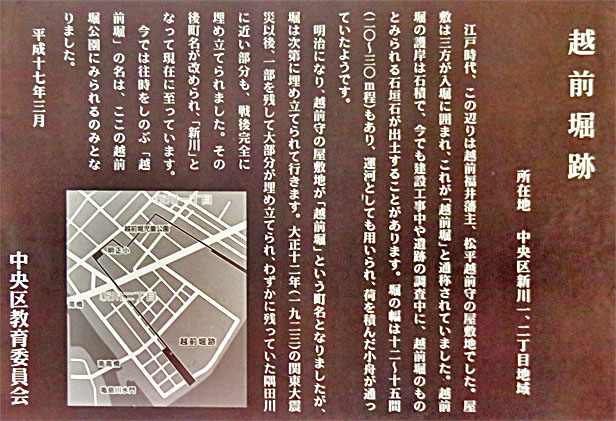 越前堀跡
所在地　中央区新川一、二丁目地域
江戸時代、この辺りは越前福井藩主、松平越前守の屋敷地でした。屋
敷は三方が入堀に囲まれ、これが「越前堀」と通称されていました。越前
堀の護岸は石積で、今でも建設工事中や遺跡の調査中に、越前堀のもの
とみられる石垣石が出土することがあります。堀の幅は十二〜十五間
(二〇〜三〇m程)もあり、運河としても用いられ、荷を積んだ小舟が通っ
ていたようです。
明治になり、越前守の屋敷地が「越前堀」という町名となりましたが、
堀は次第に埋め立てられて行きます。大正十二年(一九二三)の関東大震
災以後、一部を残して大部分が埋め立てられ、わずかに残っていた隅田川
に近い部分も、戦後完全に
埋め立てられました。その
後町名が改められ、「新川」と
なって現在に至っています。
今では往時をしのぶ「越
前堀」の名は、ここの越前
堀公園にみられるのみとな
りました。
平成十七年三月
中央区教育委員会
新川一丁目
越前堀児童公園
明正小
新川二丁目
越前堀跡
南高橋
亀島川水門